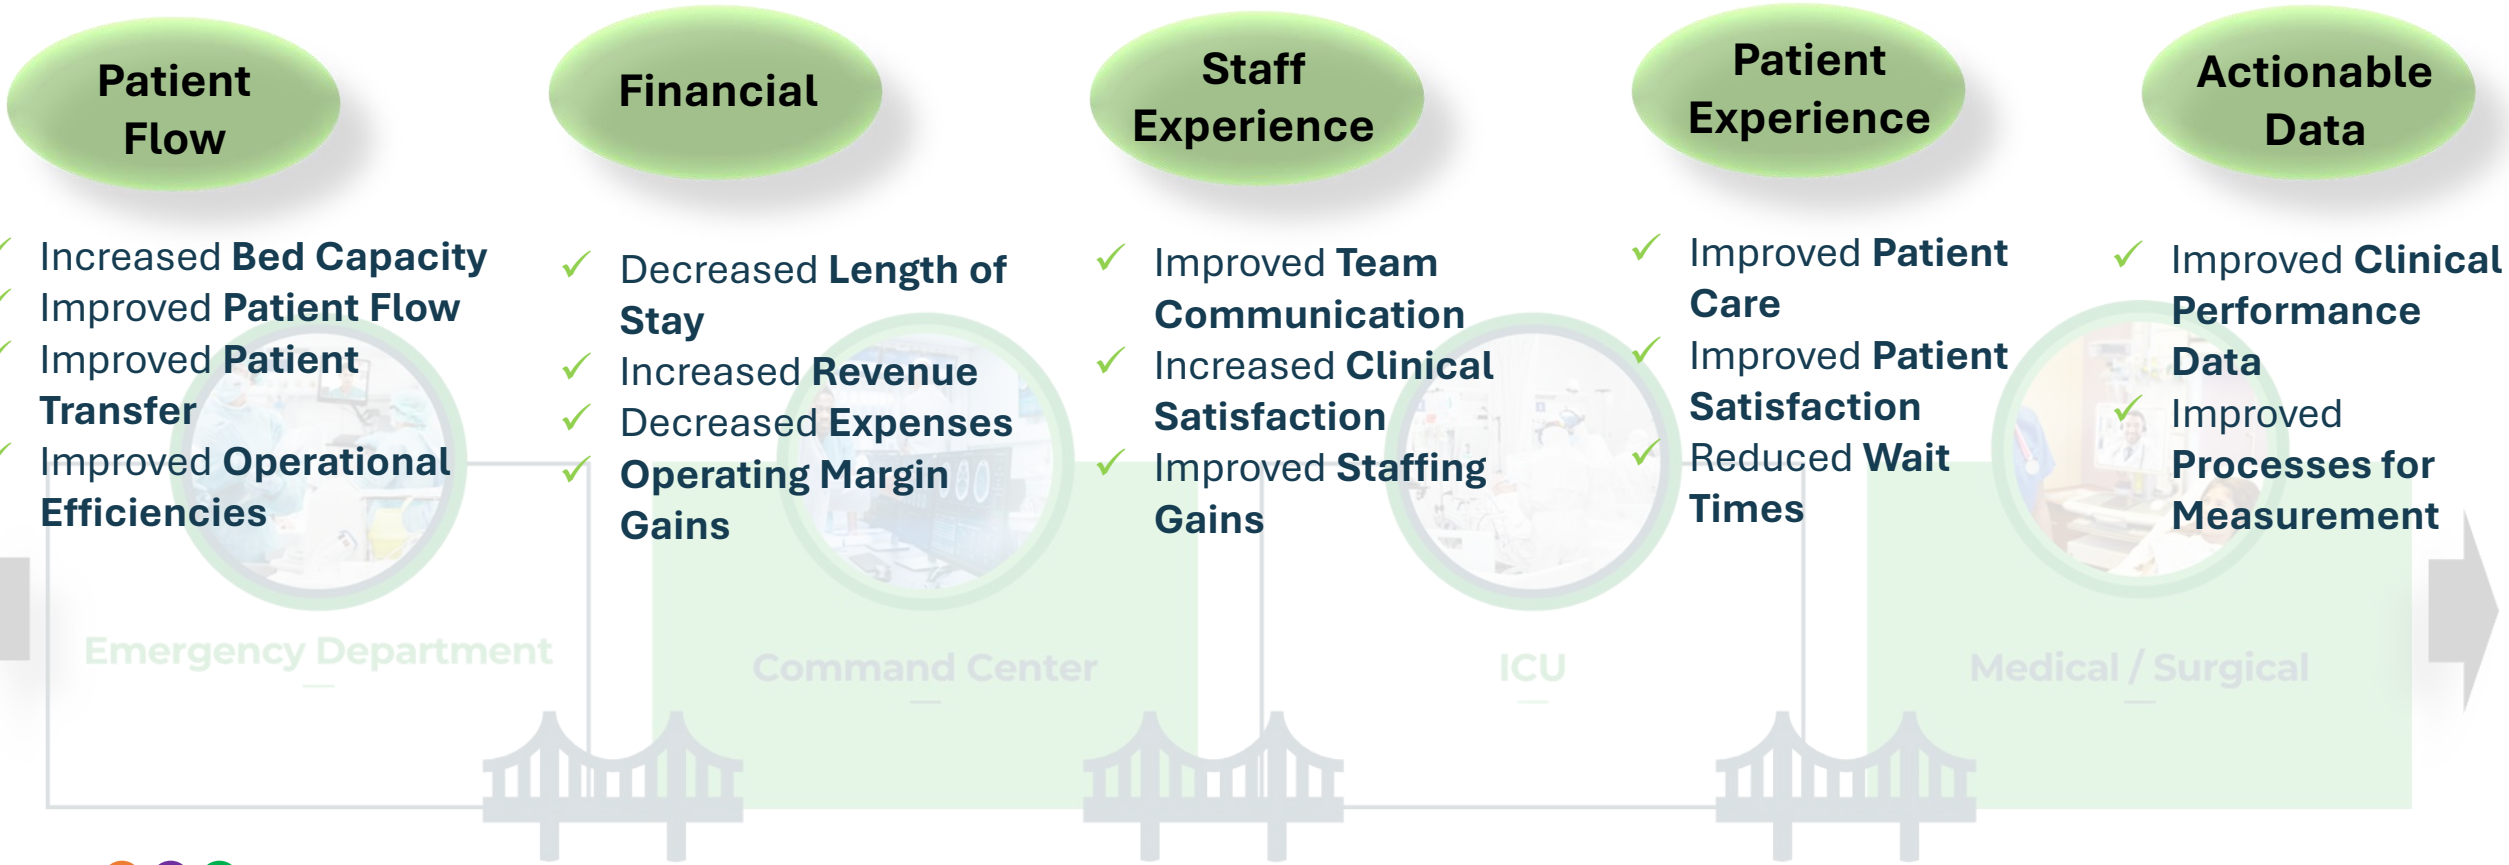 Patient
Flow
Financial
Staff
Experience
Patient
Experience
Actionable
Data
✓ Increased Bed Capacity
✓ Improved Patient Flow
✓ Improved Patient
Transfer
✓ Improved Operational
Efficiencies
✓ Decreased Length of
Stay
✓ Increased Revenue
✓ Decreased Expenses
✓ Operating Margin
Gains
✓ Improved Team
Communication
✓ Increased Clinical
Satisfaction
✓ Improved Staffing
Gains
✓ Improved Patient
Care
✓ Improved Patient
Satisfaction
✓ Reduced Wait
Times
✓ Improved Clinical
Performance
Data
✓ Improved
Processes for
Measurement
Emergency Department
Command Center
ICU
Medical / Surgical